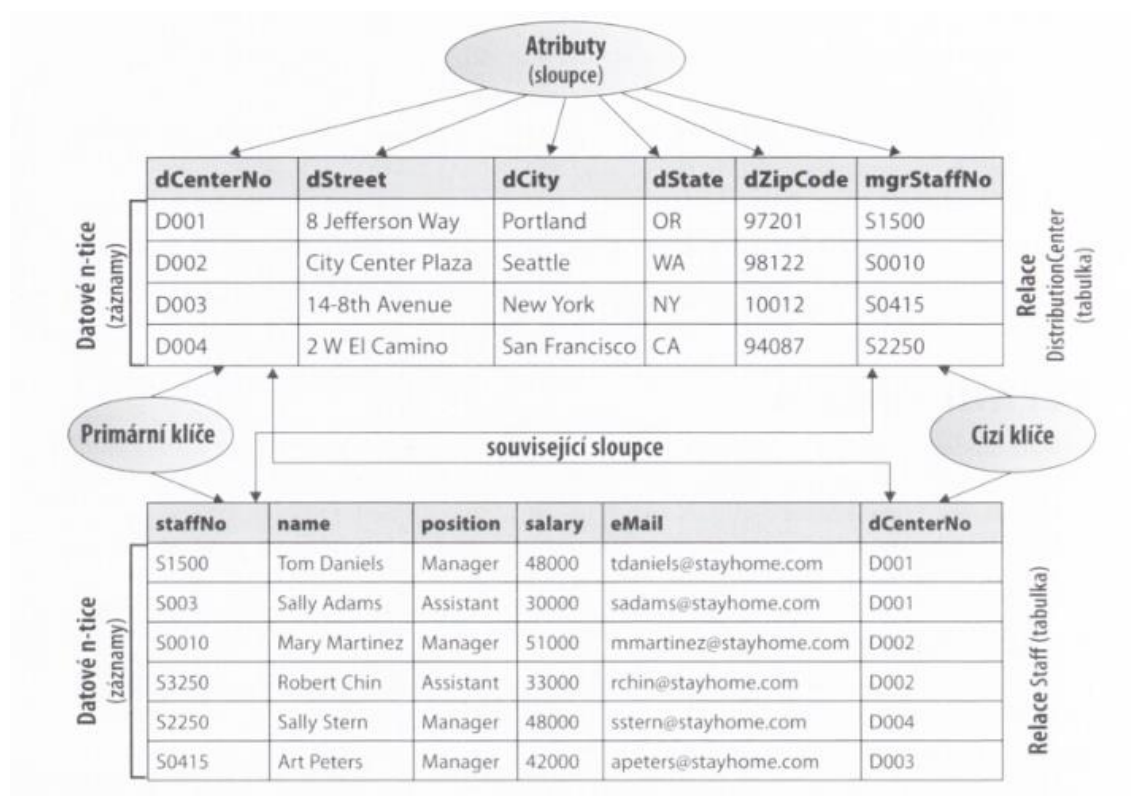 Atributy
(sloupce)
dCenterNo dStreet dCity dState dZipCode mgrStaffNo
D001 8 Jefferson Way Portland OR 97201 S1500
D002 City Center Plaza Seattle WA 98122 S0010
D003 14-8th Avenue New York NY 10012 S0415
D004 2 W El Camino San Francisco CA 94087 S2250
Datové n-tice
(záznamy)
Relace
DistributionCenter
(tabulka)
Primární klíče
související sloupce
Cizí klíče
staffNo name position salary eMail dCenterNo
S1500 Tom Daniels Manager 48000 tdaniels@stayhome.com D001
S003 Sally Adams Assistant 30000 sadams@stayhome.com D001
S0010 Mary Martinez Manager 51000 mmartinez@stayhome.com D002
S3250 Robert Chin Assistant 33000 rchin@stayhome.com D002
S2250 Sally Stern Manager 48000 sstern@stayhome.com D004
S0415 Art Peters Manager 42000 apeters@stayhome.com D003
Datové n-tice
(záznamy)
Relace Staff (tabulka)